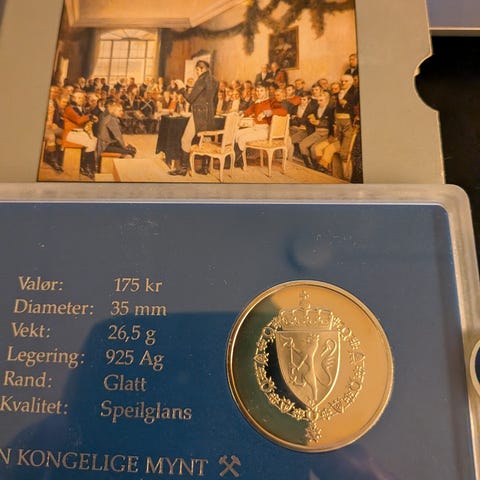 Valør: 175 kr
Diameter: 35 mm
Vekt: 26,5 g
Legering: 925 Ag
Rand: Glatt
Kvalitet: Speilglans
N KONGELIGE MYNT